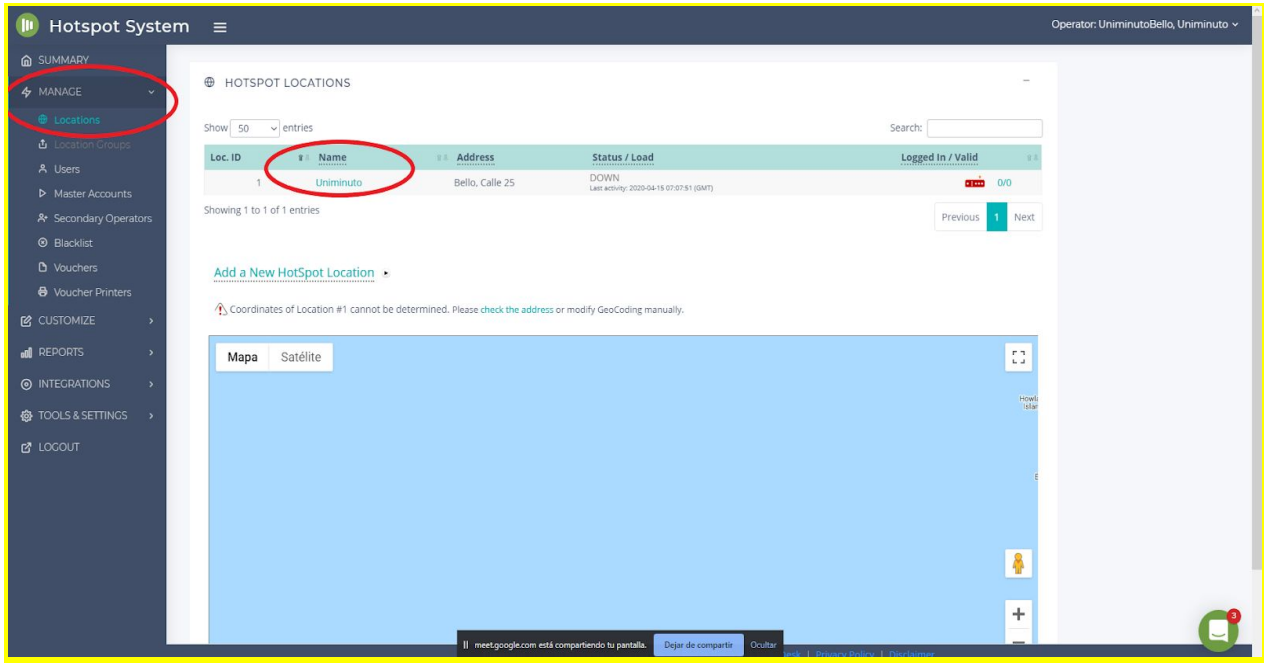 Hotspot System
Operator: UniminutoBello, Uniminuto
SUMMARY
MANAGE
Locations
Location Groups
Users
Master Accounts
Secondary Operators
Blacklist
Vouchers
Voucher Printers
CUSTOMIZE
REPORTS
INTEGRATIONS
TOOLS & SETTINGS
LOGOUT
HOTSPOT LOCATIONS
Show 50 entries
Search:
Loc. ID Name Address Status / Load Logged In / Valid
1 Uniminuto Bello, Calle 25 DOWN 0/0
Last activity: 2020-04-15 07:07:51 (GMT)
Showing 1 to 1 of 1 entries
Previous 1 Next
Add a New HotSpot Location
Coordinates of Location #1 cannot be determined. Please check the address or modify GeoCoding manually.
Mapa Satélite
3
meet.google.com está compartiendo tu pantalla. Dejar de compartir Ocultar
| Privacy Policy | Disclaimer